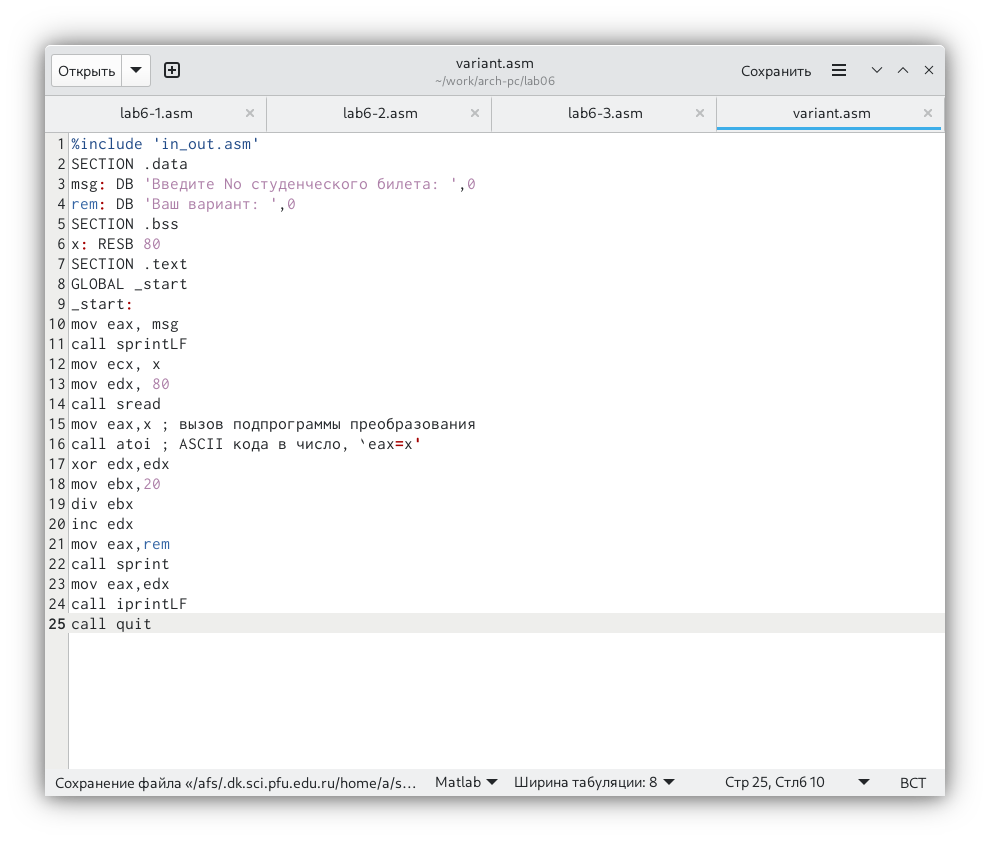 Открыть
variant.asm
~/work/arch-pc/lab06
Сохранить
lab6-1.asm
lab6-2.asm
lab6-3.asm
variant.asm
1 %include 'in_out.asm'
2 SECTION .data
3 msg: DB 'Введите No студенческого билета: ',0
4 rem: DB 'Ваш вариант: ',0
5 SECTION .bss
6 x: RESB 80
7 SECTION .text
8 GLOBAL _start
9 _start:
10 mov eax, msg
11 call sprintLF
12 mov ecx, x
13 mov edx, 80
14 call sread
15 mov eax,x ; вызов подпрограммы преобразования
16 call atoi ; ASCII кода в число, `eax=x'
17 xor edx,edx
18 mov ebx,20
19 div ebx
20 inc edx
21 mov eax,rem
22 call sprint
23 mov eax,edx
24 call iprintLF
25 call quit
Сохранение файла «/afs/.dk.sci.pfu.edu.ru/home/a/s… Matlab Ширина табуляции: 8 Стр 25, Стлб 10 ВСТ